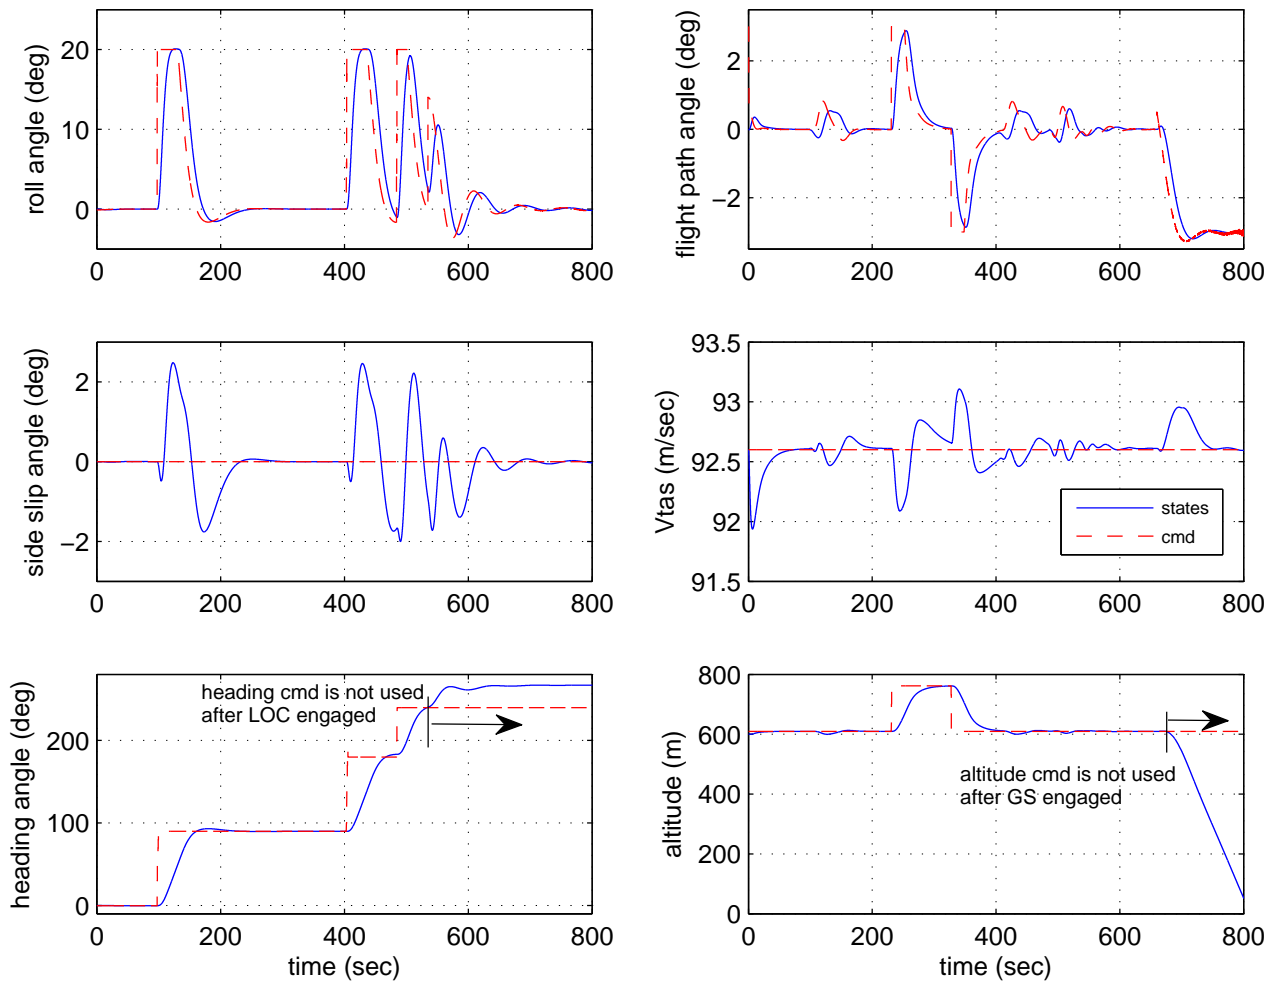 roll angle (deg)
20
10
0
0 200 400 600 800
flight path angle (deg)
2
0
−2
0 200 400 600 800
side slip angle (deg)
2
0
−2
0 200 400 600 800
Vtas (m/sec)
93.5
93
92.5
92
91.5
states
cmd
0 200 400 600 800
heading angle (deg)
200
100
0
heading cmd is not used
after LOC engaged
0 200 400 600 800
time (sec)
altitude (m)
800
600
400
200
0
altitude cmd is not used
after GS engaged
0 200 400 600 800
time (sec)